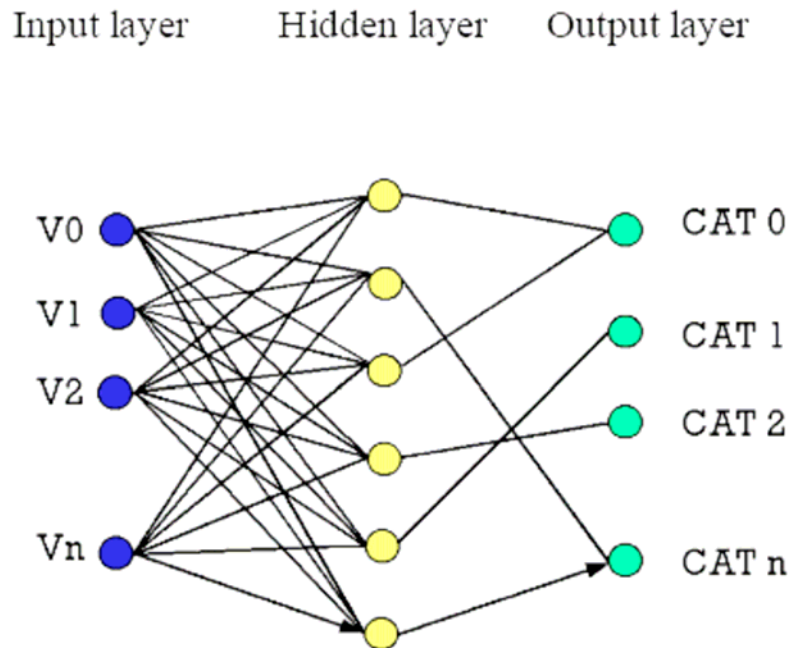 Input layer Hidden layer Output layer
V0 CAT 0
V1 CAT 1
V2 CAT 2
Vn CAT n